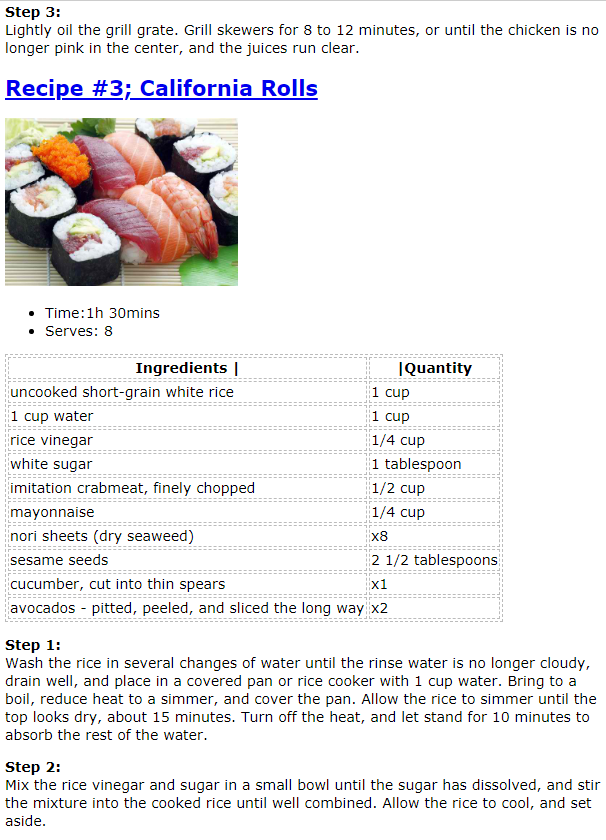 Step 3:
Lightly oil the grill grate. Grill skewers for 8 to 12 minutes, or until the chicken is no
longer pink in the center, and the juices run clear.
Recipe #3; California Rolls
Time:1h 30mins
Serves: 8
Ingredients | |Quantity
uncooked short-grain white rice 1 cup
1 cup water 1 cup
rice vinegar 1/4 cup
white sugar 1 tablespoon
imitation crabmeat, finely chopped 1/2 cup
mayonnaise 1/4 cup
nori sheets (dry seaweed) x8
sesame seeds 2 1/2 tablespoons
cucumber, cut into thin spears x1
avocados - pitted, peeled, and sliced the long way x2
Step 1:
Wash the rice in several changes of water until the rinse water is no longer cloudy,
drain well, and place in a covered pan or rice cooker with 1 cup water. Bring to a
boil, reduce heat to a simmer, and cover the pan. Allow the rice to simmer until the
top looks dry, about 15 minutes. Turn off the heat, and let stand for 10 minutes to
absorb the rest of the water.
Step 2:
Mix the rice vinegar and sugar in a small bowl until the sugar has dissolved, and stir
the mixture into the cooked rice until well combined. Allow the rice to cool, and set
aside.